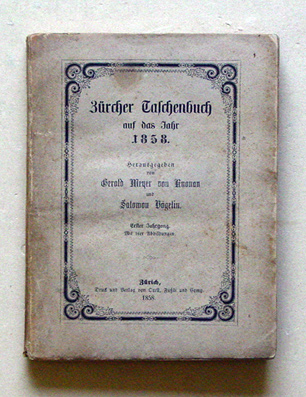 Zürcher Taschenbuch
auf das Jahr
1858.
Herausgegeben
von
Gerold Meyer von Knonau
und
Salomon Vögelin.
Erster Jahrgang.
Mit vier Abbildungen.
Zürich,
Druck und Verlag von Orell, Füßli und Comp.
1858